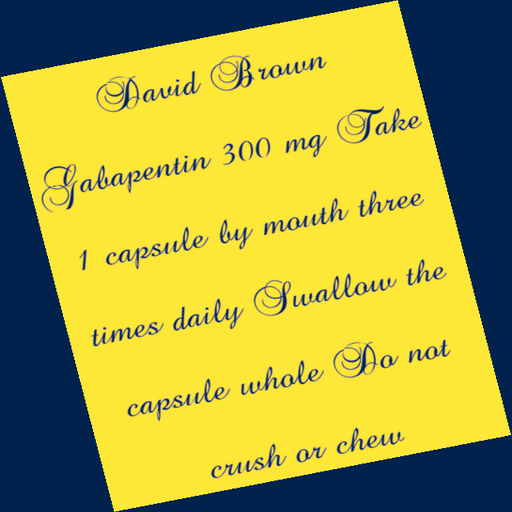 David Brown
Gabapentin 300 mg Take
1 capsule by mouth three
times daily Swallow the
capsule whole Do not
crush or chew